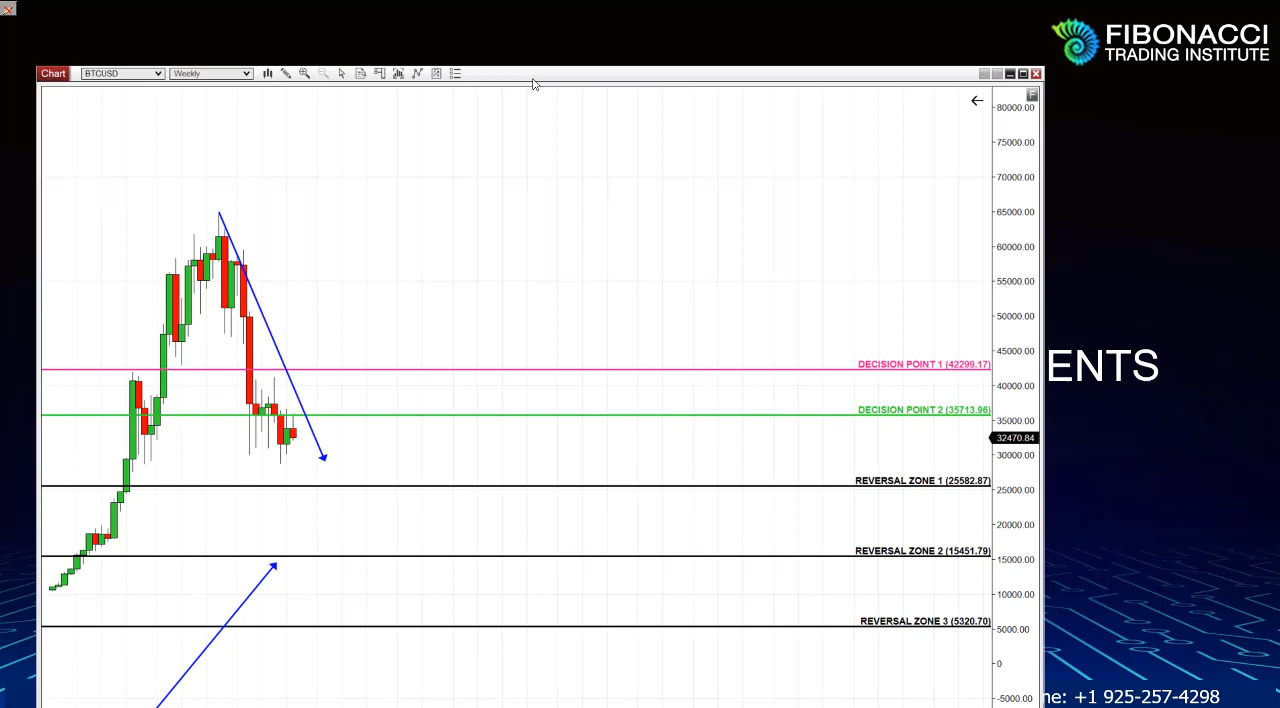 FIBONACCI
TRADING INSTITUTE
Chart BTCUSD Weekly
F
80000.00
75000.00
70000.00
65000.00
60000.00
55000.00
50000.00
45000.00
DECISION POINT 1 (42299.17)
40000.00
DECISION POINT 2 (35713.96)
35000.00
32470.84
30000.00
REVERSAL ZONE 1 (25582.87)
25000.00
20000.00
REVERSAL ZONE 2 (15451.79)
15000.00
10000.00
REVERSAL ZONE 3 (5320.70)
5000.00
0
-5000.00
ENTS
ne: +1 925-257-4298